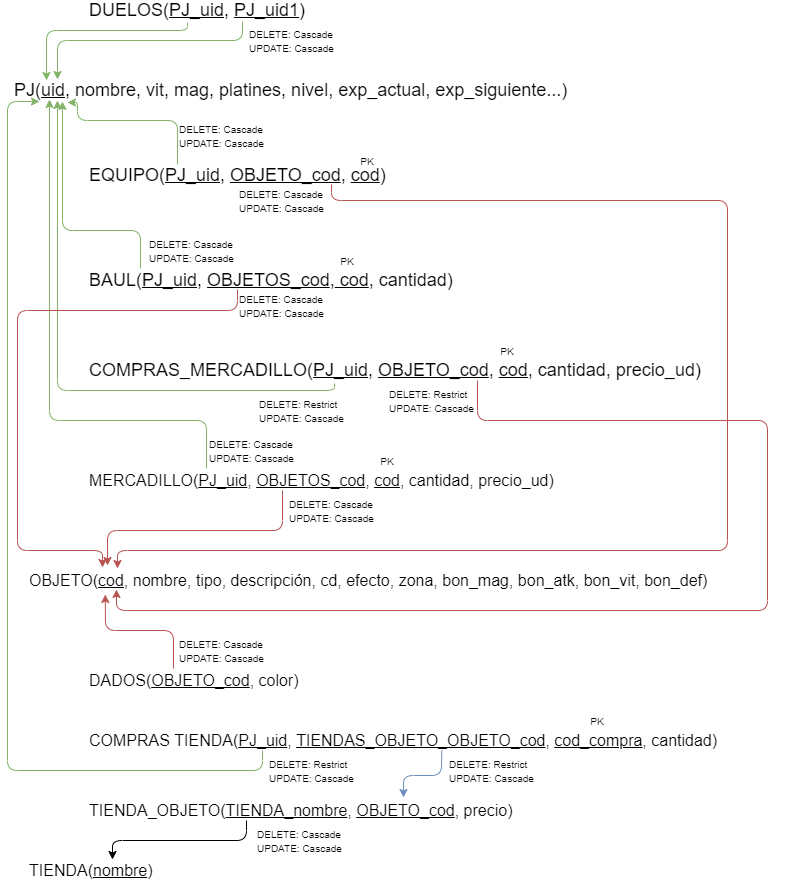 DUELOS(PJ_uid, PJ_uid1)
DELETE: Cascade
UPDATE: Cascade
PJ(uid, nombre, vit, mag, platines, nivel, exp_actual, exp_siguiente...)
DELETE: Cascade
UPDATE: Cascade
PK
EQUIPO(PJ_uid, OBJETO_cod, cod)
DELETE: Cascade
UPDATE: Cascade
DELETE: Cascade
UPDATE: Cascade
PK
BAUL(PJ_uid, OBJETOS_cod, cod, cantidad)
DELETE: Cascade
UPDATE: Cascade
PK
COMPRAS_MERCADILLO(PJ_uid, OBJETO_cod, cod, cantidad, precio_ud)
DELETE: Restrict
UPDATE: Cascade
DELETE: Restrict
UPDATE: Cascade
DELETE: Cascade
UPDATE: Cascade
PK
MERCADILLO(PJ_uid, OBJETOS_cod, cod, cantidad, precio_ud)
DELETE: Cascade
UPDATE: Cascade
OBJETO(cod, nombre, tipo, descripción, cd, efecto, zona, bon_mag, bon_atk, bon_vit, bon_def)
DELETE: Cascade
UPDATE: Cascade
DADOS(OBJETO_cod, color)
PK
COMPRAS TIENDA(PJ_uid, TIENDAS_OBJETO_OBJETO_cod, cod_compra, cantidad)
DELETE: Restrict
UPDATE: Cascade
DELETE: Restrict
UPDATE: Cascade
TIENDA_OBJETO(TIENDA_nombre, OBJETO_cod, precio)
DELETE: Cascade
UPDATE: Cascade
TIENDA(nombre)